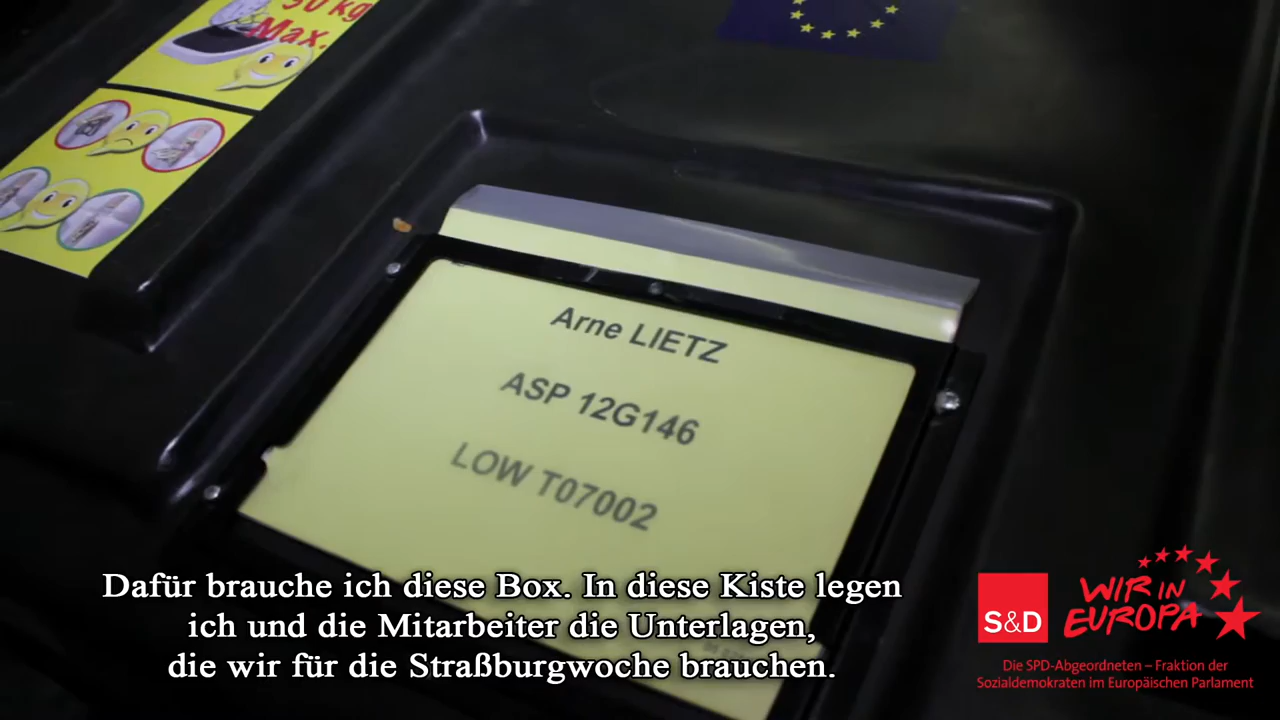 50 kg
Max.
Arne LIETZ
ASP 12G146
LOW T07002
Dafür brauche ich diese Box. In diese Kiste legen
ich und die Mitarbeiter die Unterlagen,
die wir für die Straßburgwoche brauchen.
S&D
WIR IN
EUROPA
Die SPD-Abgeordneten – Fraktion der
Sozialdemokraten im Europäischen Parlament